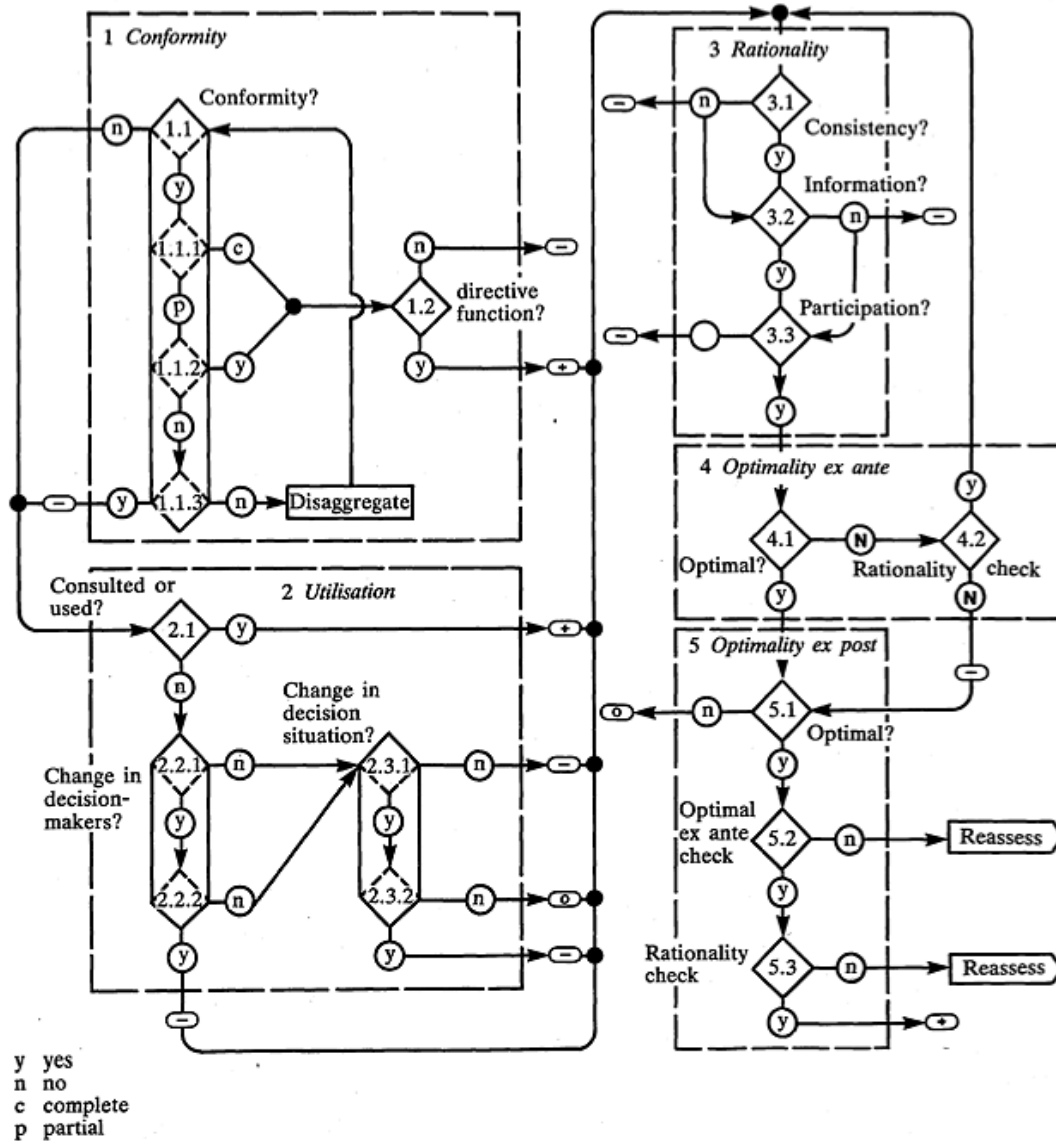 1 Conformity
Conformity?
n
1.1
y
1.1.1
c
p
1.1.2
y
n
1.1.3
y
n
Disaggregate
−
n
−
1.2
directive
function?
y
+
2 Utilisation
Consulted or
used?
2.1
y
+
n
Change in
decision-
makers?
2.2.1
n
y
2.2.2
n
y
−
Change in
decision
situation?
2.3.1
n
−
y
2.3.2
n
o
y
−
3 Rationality
−
n
3.1
Consistency?
y
Information?
3.2
n
−
y
Participation?
−
3.3
y
4 Optimality ex ante
y
4.1
N
4.2
Optimal?
Rationality check
y
N
−
5 Optimality ex post
o
n
5.1
Optimal?
y
Optimal
ex ante
check
5.2
n
Reassess
y
Rationality
check
5.3
n
Reassess
y
+
y yes
n no
c complete
p partial